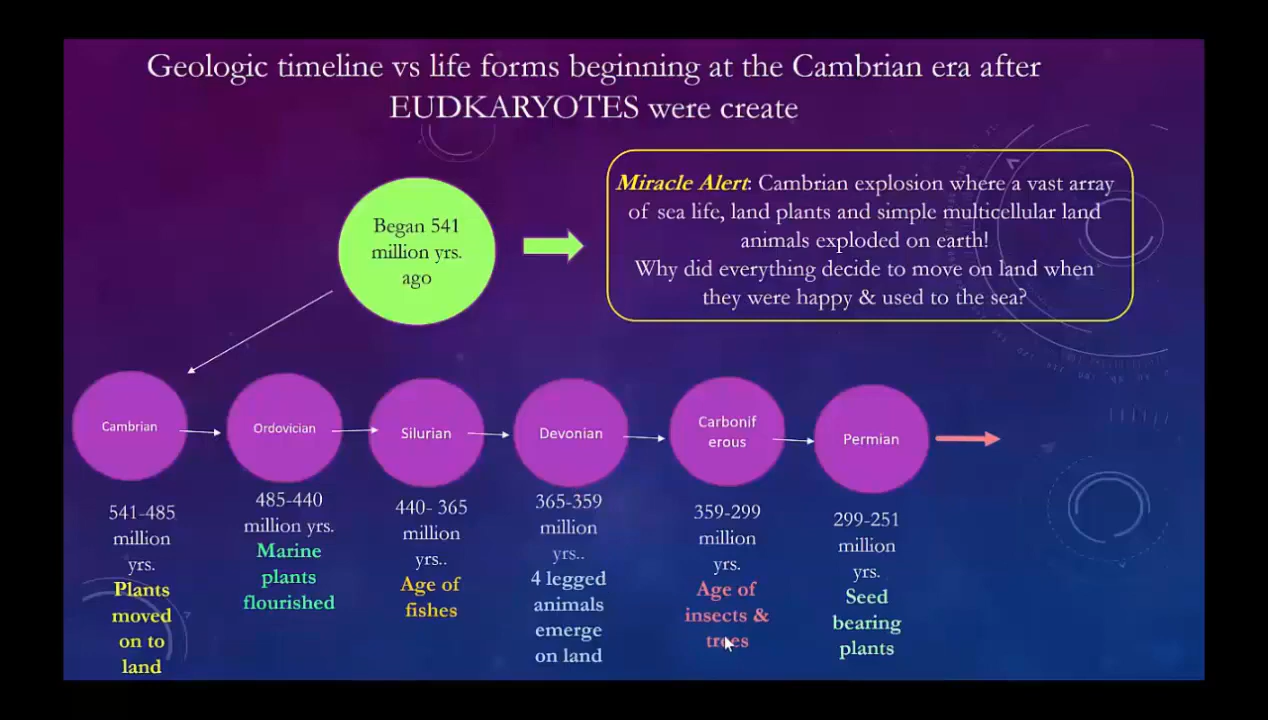 Geologic timeline vs life forms beginning at the Cambrian era after
EUDKARYOTES were create
Began 541
million yrs.
ago
Miracle Alert: Cambrian explosion where a vast array
of sea life, land plants and simple multicellular land
animals exploded on earth!
Why did everything decide to move on land when
they were happy & used to the sea?
Cambrian
Ordovician
Silurian
Devonian
Carbonif
erous
Permian
541-485
million
yrs.
Plants
moved
on to
land
485-440
million yrs.
Marine
plants
flourished
440- 365
million
yrs..
Age of
fishes
365-359
million
yrs..
4 legged
animals
emerge
on land
359-299
million
yrs.
Age of
insects &
trees
299-251
million
yrs.
Seed
bearing
plants